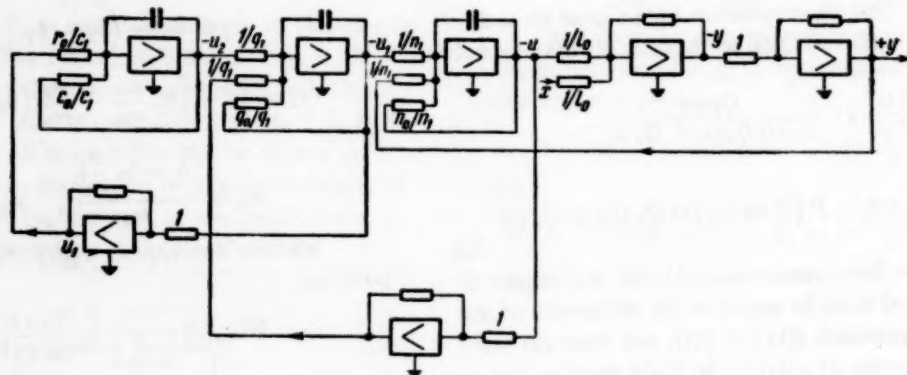 r₀/c₁
c₀/c₁
-u₂
1/q₁
1/q₁
q₀/q₁
-u₁
1/n₁
1/n₁
n₀/n₁
-u
1/L₀
x
1/L₀
-y
1
+y
1
1